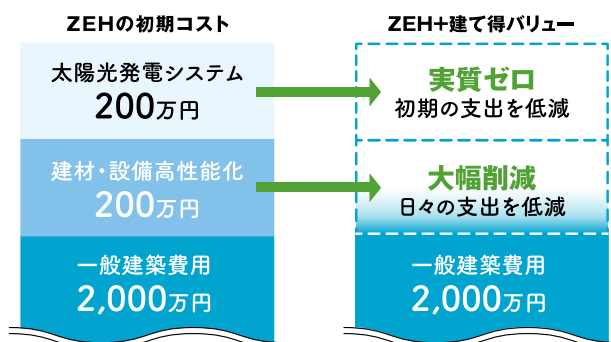 ZEHの初期コスト
太陽光発電システム
200万円
建材・設備高性能化
200万円
一般建築費用
2,000万円
ZEH+建て得バリュー
実質ゼロ
初期の支出を低減
大幅削減
日々の支出を低減
一般建築費用
2,000万円